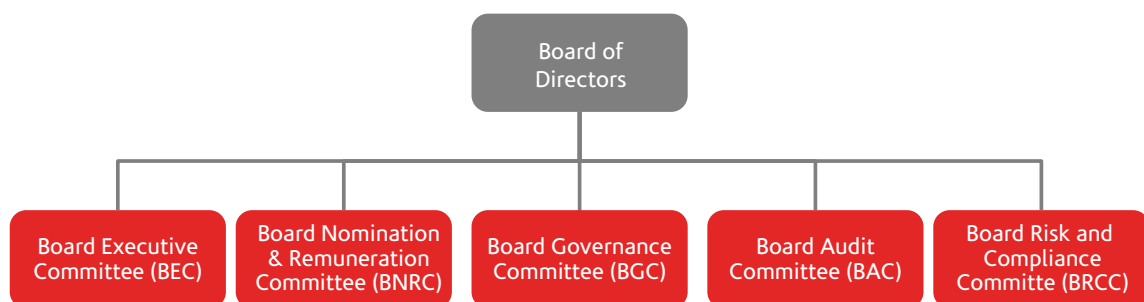 Board of
Directors
Board Executive
Committee (BEC)
Board Nomination
& Remuneration
Committee (BNRC)
Board Governance
Committee (BGC)
Board Audit
Committee (BAC)
Board Risk and
Compliance
Committe (BRCC)